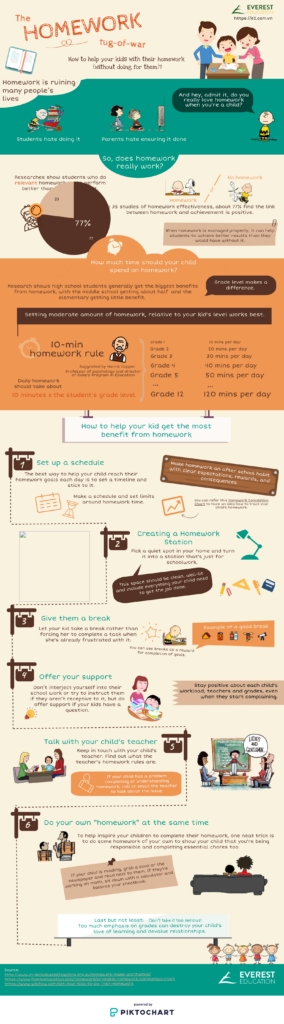 The
HOMEWORK
tug-of-war
EVEREST
https://e2.com.vn
How to help your kids with their homework
(without doing for them?)
Homework is ruining
many people's
lives
And hey, admit it, do you
really love homework
when you're a child?
Students hate doing it
Parents hate ensuring it done
So, does homework
really work?
Researches show students who do
relevant homework perform
better
23
77%
Homework
No homework
35 studies of homework effectiveness, about 77% find the link
between homework and achievement is positive.
When homework is assigned properly, it can help
students to achieve better results than they
would have without it.
How much time should your child
spend on homework?
Research shows high school students generally get the biggest benefits
from homework, with the middle school getting about half and the
elementary getting little benefit.
Grade level makes a
difference.
Setting moderate amount of homework, relative to your kid's level works best.
10-min
homework rule
Suggested by Harris Cooper
Professor of psychology and director
of Duke's Program in Education
Daily homework
should take about
10 minutes x the student's grade level
Grade 1
10 mins per day
Grade 2
20 mins per day
Grade 3
30 mins per day
Grade 4
40 mins per day
Grade 5
50 mins per day
...
...
Grade 12
120 mins per day
How to help your kid get the most
benefit from homework
1
Set up a schedule
The best way to help your child reach their
homework goals each day is to set a timeline and
stick to it.
Make a schedule and set limits
around homework time.
Make homework an after school habit
with clear expectations, rewards, and
consequences.
2
Creating a Homework
Station
Pick a quiet spot in your home and turn it
into a station that's just for
schoolwork.
This space should be clean, well-lit
and include everything your child need
to get the job done.
3
Give them a break
Let your kid take a break rather than
forcing her to complete a task when
she's already frustrated with it.
You can use breaks as a reward
for completion of goals.
Example of a good break
4
Offer your support
Don't interject yourself into their
school work or try to instruct them
if they aren't receptive to it, but do
offer support if your kids have a
question.
Stay positive about each child's
workload, teachers and grades, even
when they start complaining.
Talk with your child's teacher
5
Keep in touch with your child's
teacher. Find out what the
teacher's homework rules are.
If your child has a problem
completing or understanding
homework, call or email the teacher
to talk about the issue.
6
Do your own "homework" at the same time
To help inspire your children to complete their homework, one neat trick is
to do some homework of your own to show your child that you're being
responsible and completing essential chores too.
If your child is reading, grab a book or the
newspaper and read next to them. If they're
working on math, sit down with a calculator and
balance your checkbook.
Last but not least: Don't take it too serious!
Too much emphasis on grades can destroy your child's
love of learning and devalue relationships.
EVEREST
EDUCATION
powered by
PIKTOCHART